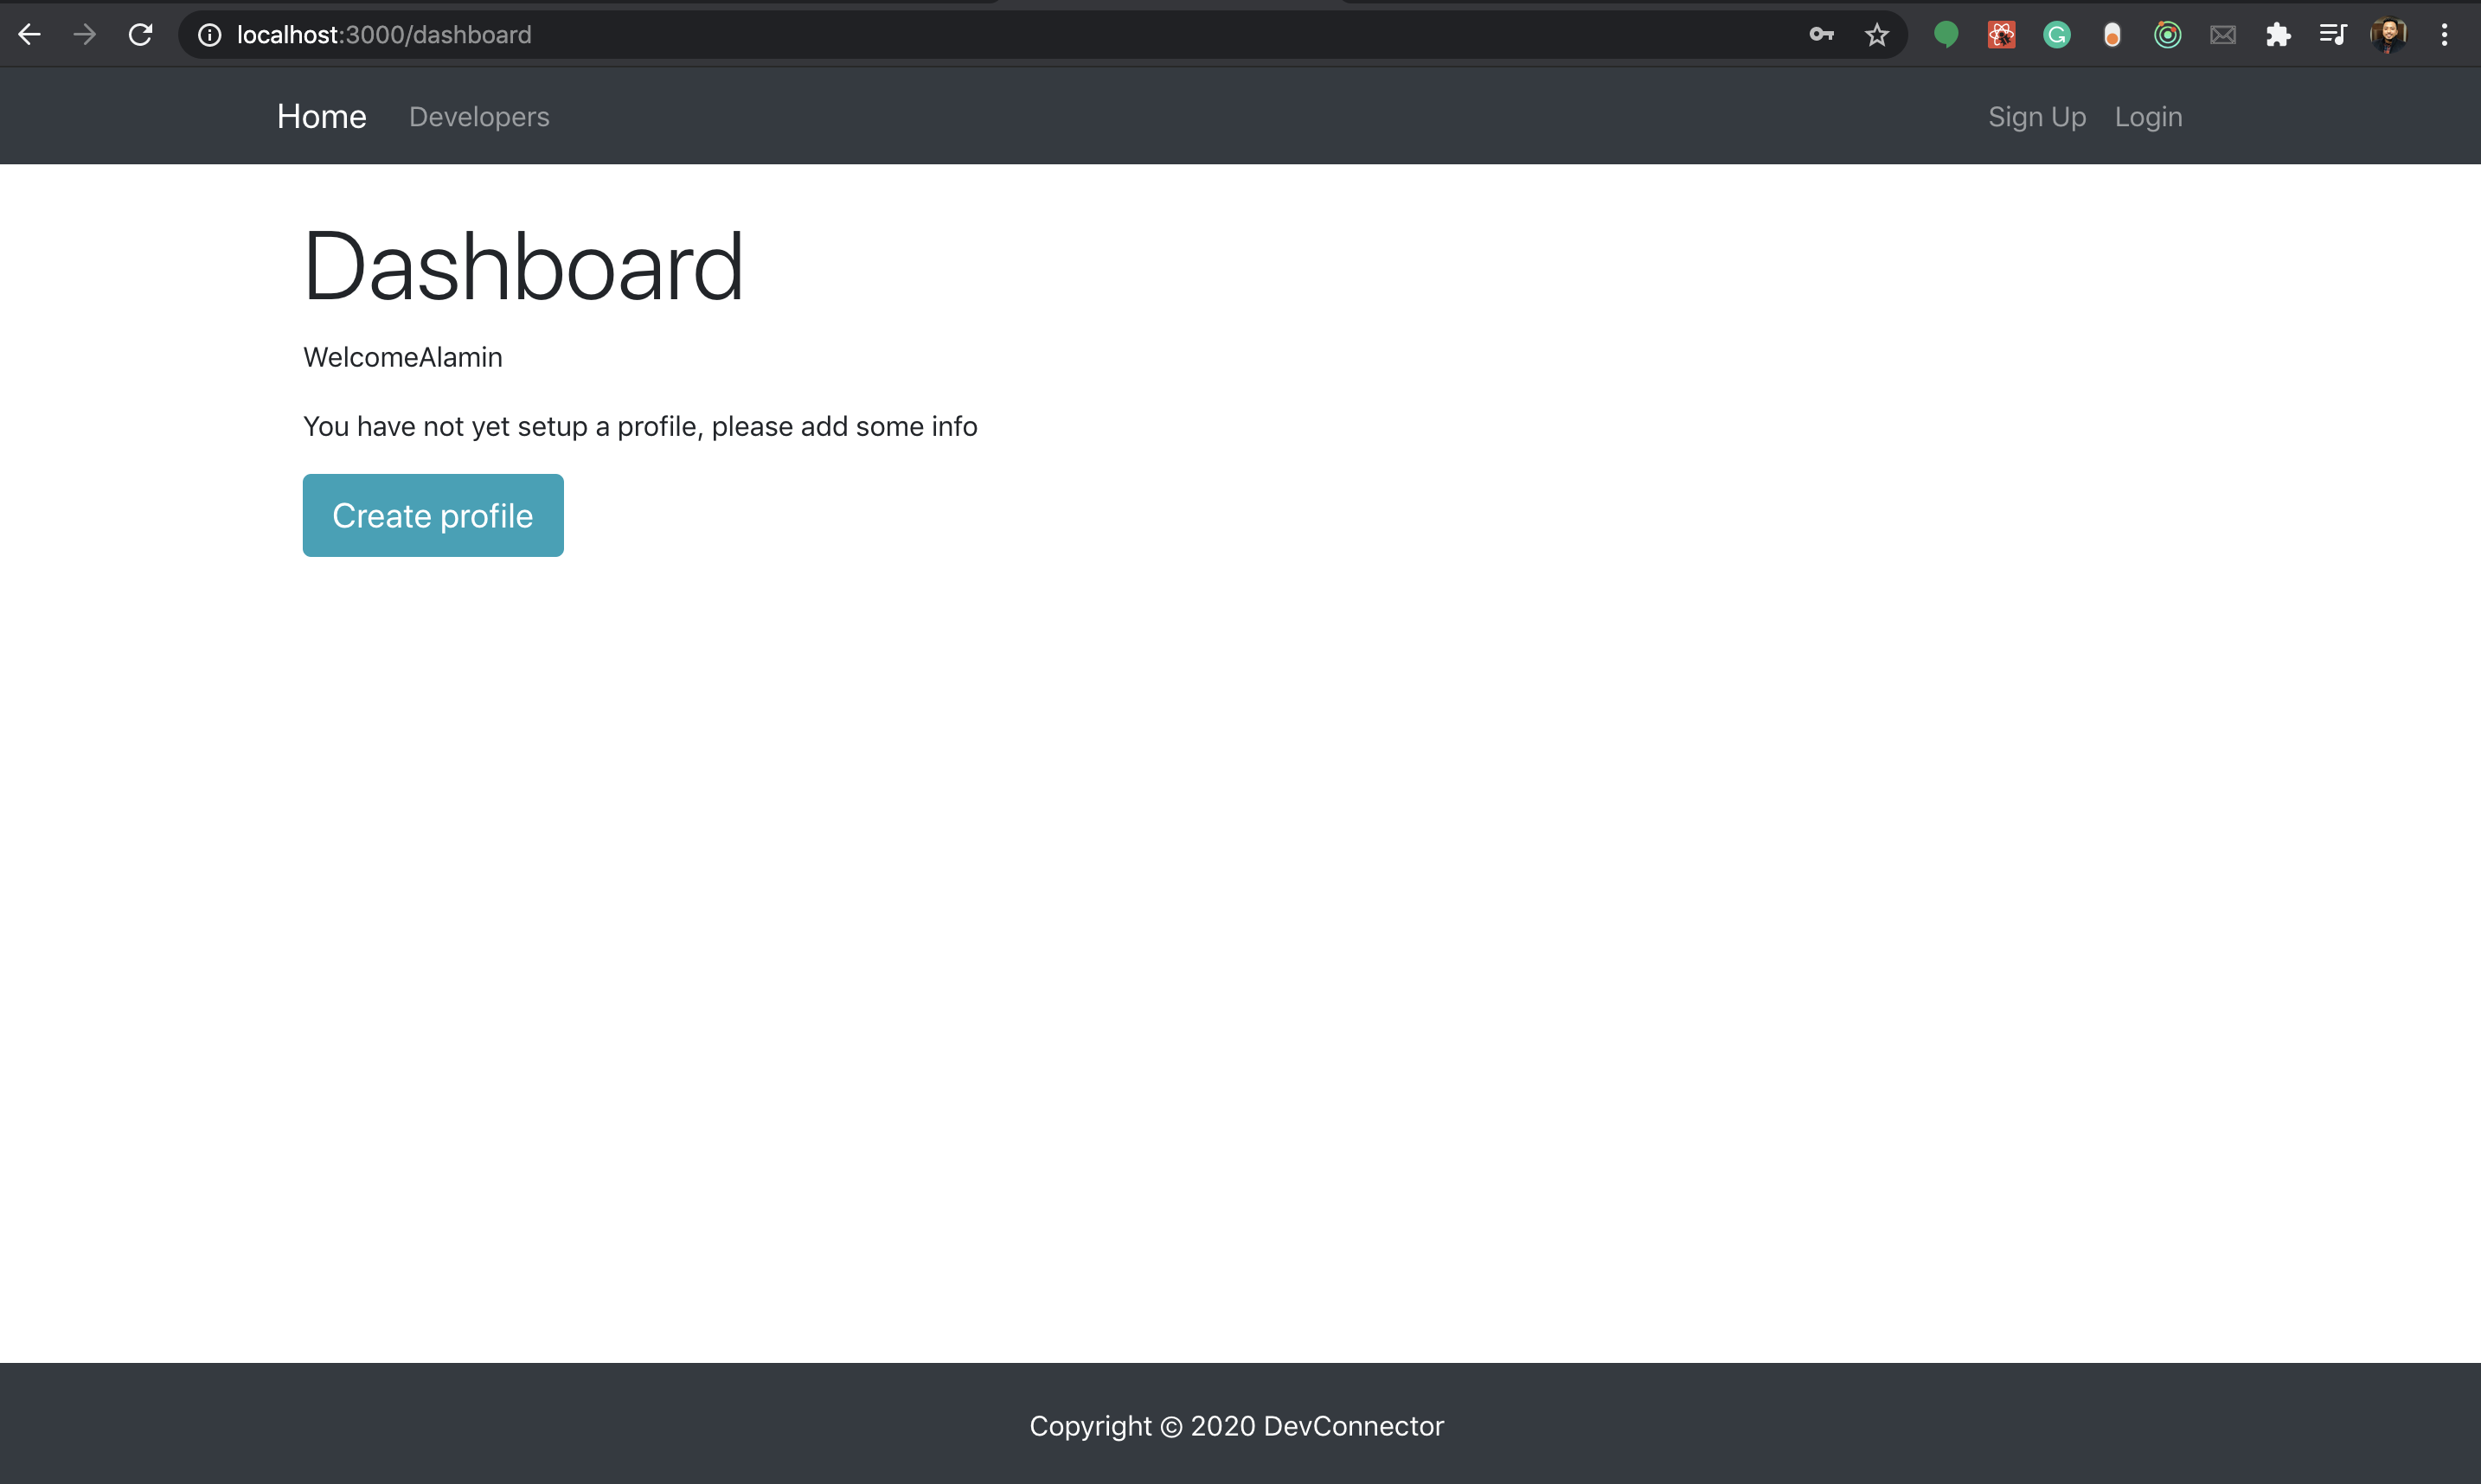 localhost:3000/dashboard
Home Developers Sign Up Login
Dashboard
WelcomeAlamin
You have not yet setup a profile, please add some info
Create profile
Copyright © 2020 DevConnector